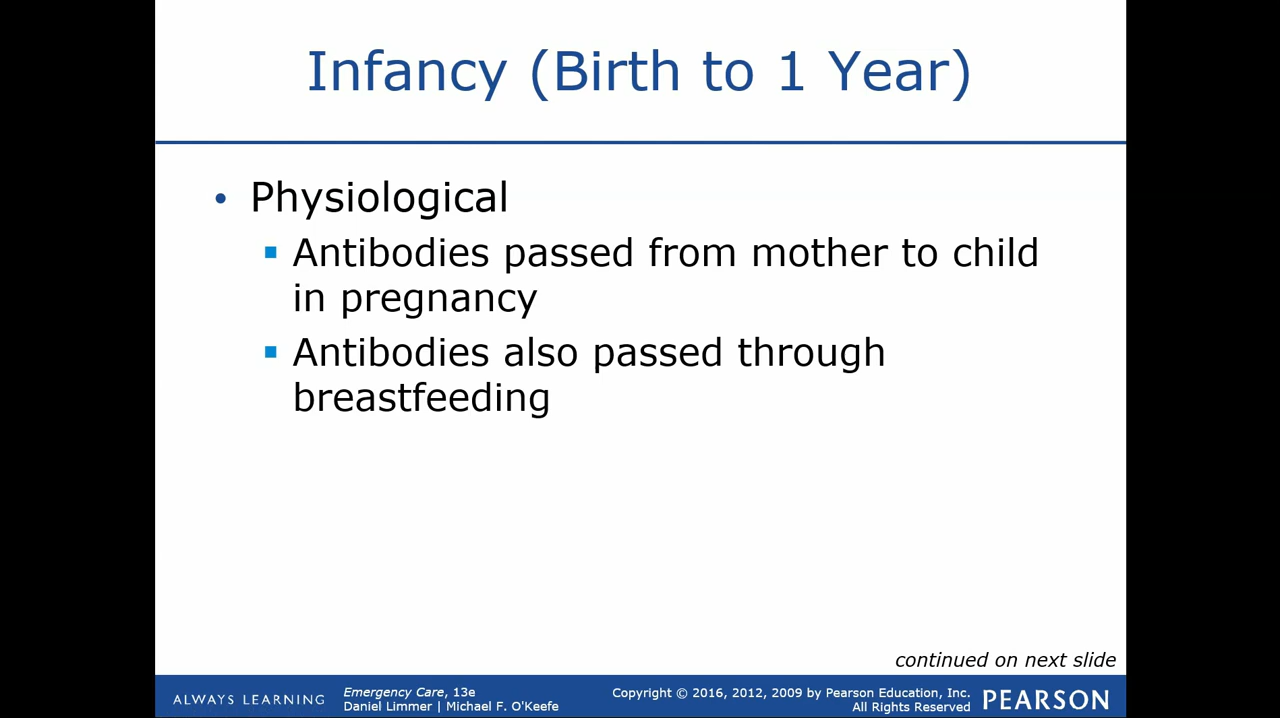 Infancy (Birth to 1 Year)
• Physiological
▪ Antibodies passed from mother to child
in pregnancy
▪ Antibodies also passed through
breastfeeding
continued on next slide
ALWAYS LEARNING
Emergency Care, 13e
Daniel Limmer | Michael F. O'Keefe
Copyright © 2016, 2012, 2009 by Pearson Education, Inc.
All Rights Reserved
PEARSON